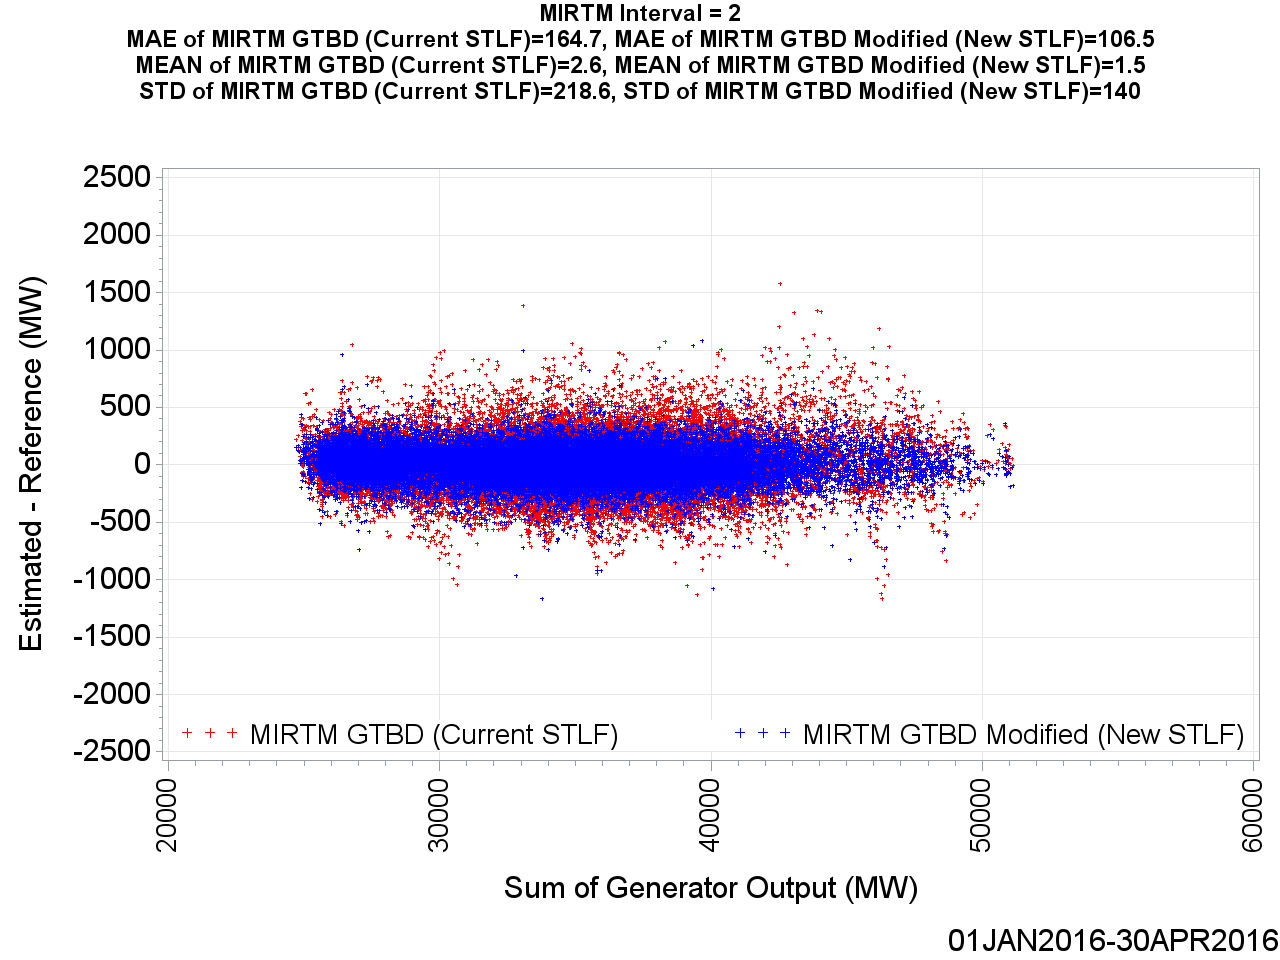 MIRTM Interval = 2
MAE of MIRTM GTBD (Current STLF)=164.7, MAE of MIRTM GTBD Modified (New STLF)=106.5
MEAN of MIRTM GTBD (Current STLF)=2.6, MEAN of MIRTM GTBD Modified (New STLF)=1.5
STD of MIRTM GTBD (Current STLF)=218.6, STD of MIRTM GTBD Modified (New STLF)=140
Estimated - Reference (MW)
2500
2000
1500
1000
500
0
-500
-1000
-1500
-2000
-2500
MIRTM GTBD (Current STLF) MIRTM GTBD Modified (New STLF)
20000 30000 40000 50000 60000
Sum of Generator Output (MW)
01JAN2016-30APR2016